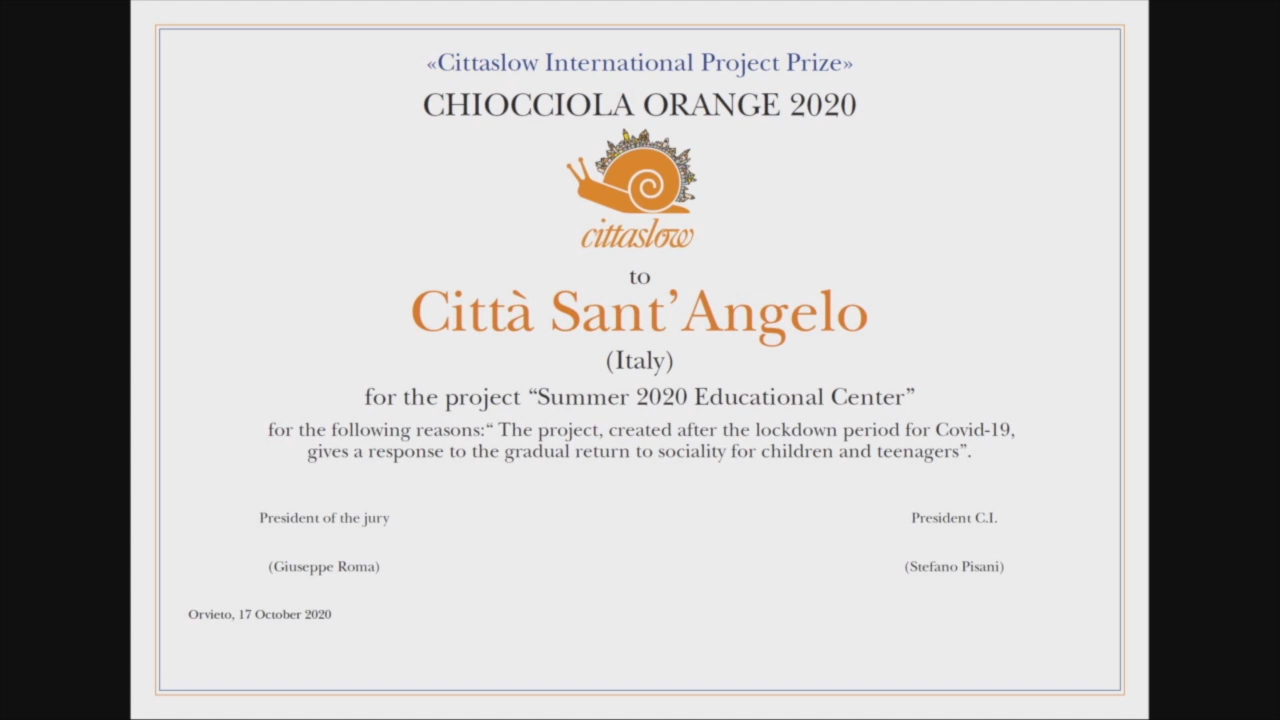 «Cittaslow International Project Prize»
CHIOCCIOLA ORANGE 2020
cittaslow
to
Città Sant’Angelo
(Italy)
for the project “Summer 2020 Educational Center”
for the following reasons:“ The project, created after the lockdown period for Covid-19,
gives a response to the gradual return to sociality for children and teenagers”.
President of the jury
President C.I.
(Giuseppe Roma)
(Stefano Pisani)
Orvieto, 17 October 2020